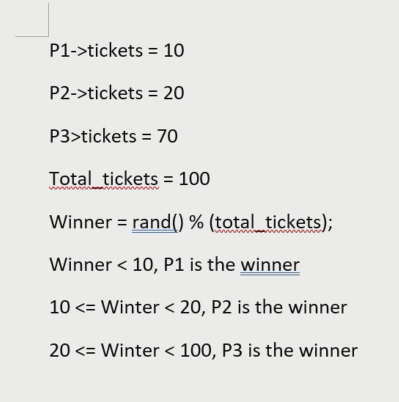 P1->tickets = 10
P2->tickets = 20
P3>tickets = 70
Total_tickets = 100
Winner = rand() % (total_tickets);
Winner < 10, P1 is the winner
10 <= Winter < 20, P2 is the winner
20 <= Winter < 100, P3 is the winner